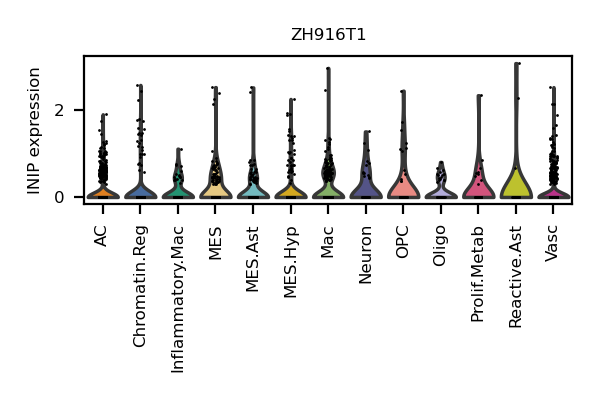 ZH916T1
INIP expression
2
0
AC
Chromatin.Reg
Inflammatory.Mac
MES
MES.Ast
MES.Hyp
Mac
Neuron
OPC
Oligo
Prolif.Metab
Reactive.Ast
Vasc